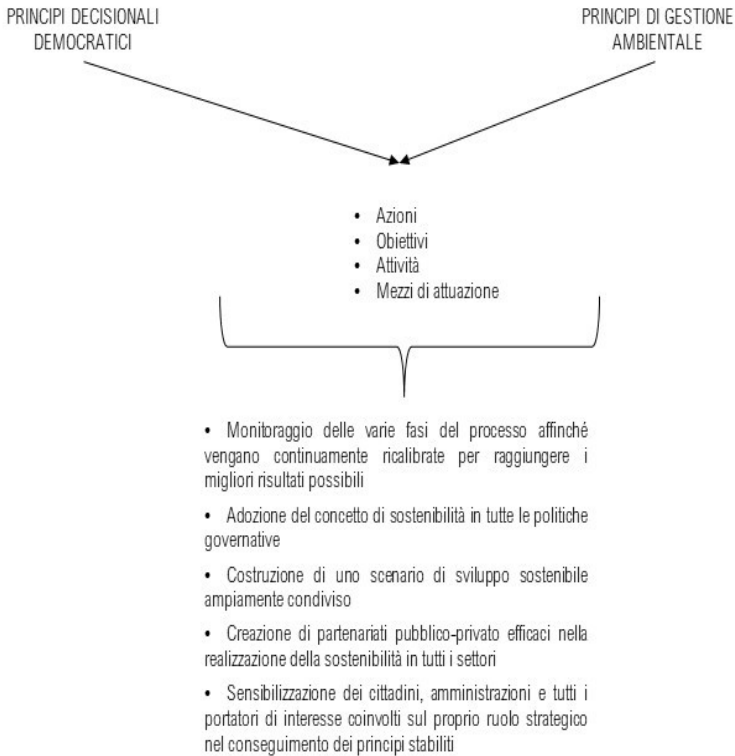 PRINCIPI DECISIONALI
DEMOCRATICI
PRINCIPI DI GESTIONE
AMBIENTALE
• Azioni
• Obiettivi
• Attività
• Mezzi di attuazione
• Monitoraggio delle varie fasi del processo affinché
vengano continuamente ricalibrate per raggiungere i
migliori risultati possibili
• Adozione del concetto di sostenibilità in tutte le politiche
governative
• Costruzione di uno scenario di sviluppo sostenibile
ampiamente condiviso
• Creazione di partenariati pubblico-privato efficaci nella
realizzazione della sostenibilità in tutti i settori
• Sensibilizzazione dei cittadini, amministrazioni e tutti i
portatori di interesse coinvolti sul proprio ruolo strategico
nel conseguimento dei principi stabiliti